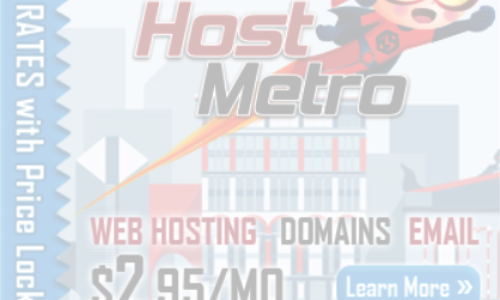 RATES with Price Lock
Host
Metro
WEB HOSTING DOMAINS EMAIL
$2.95/MO
Learn More »